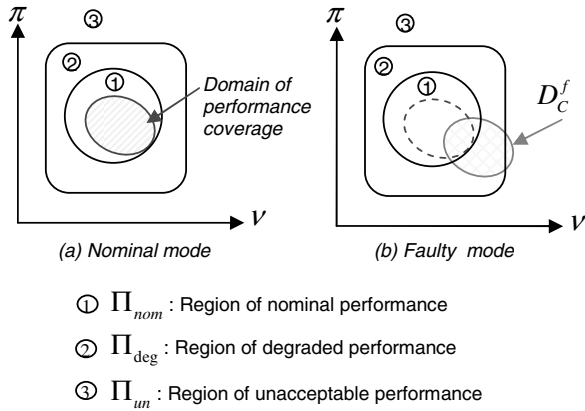 π
③
②
①
Domain of
performance
coverage
ν
(a) Nominal mode
π
③
②
①
D_C^f
ν
(b) Faulty mode
① Π_nom : Region of nominal performance
② Π_deg : Region of degraded performance
③ Π_un : Region of unacceptable performance